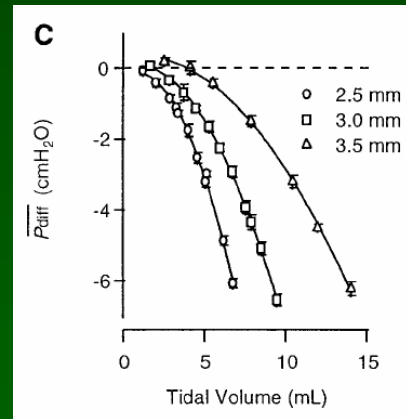 C
0
-2
-4
-6
P̅diff (cmH₂O)
2.5 mm
3.0 mm
3.5 mm
0 5 10 15
Tidal Volume (mL)